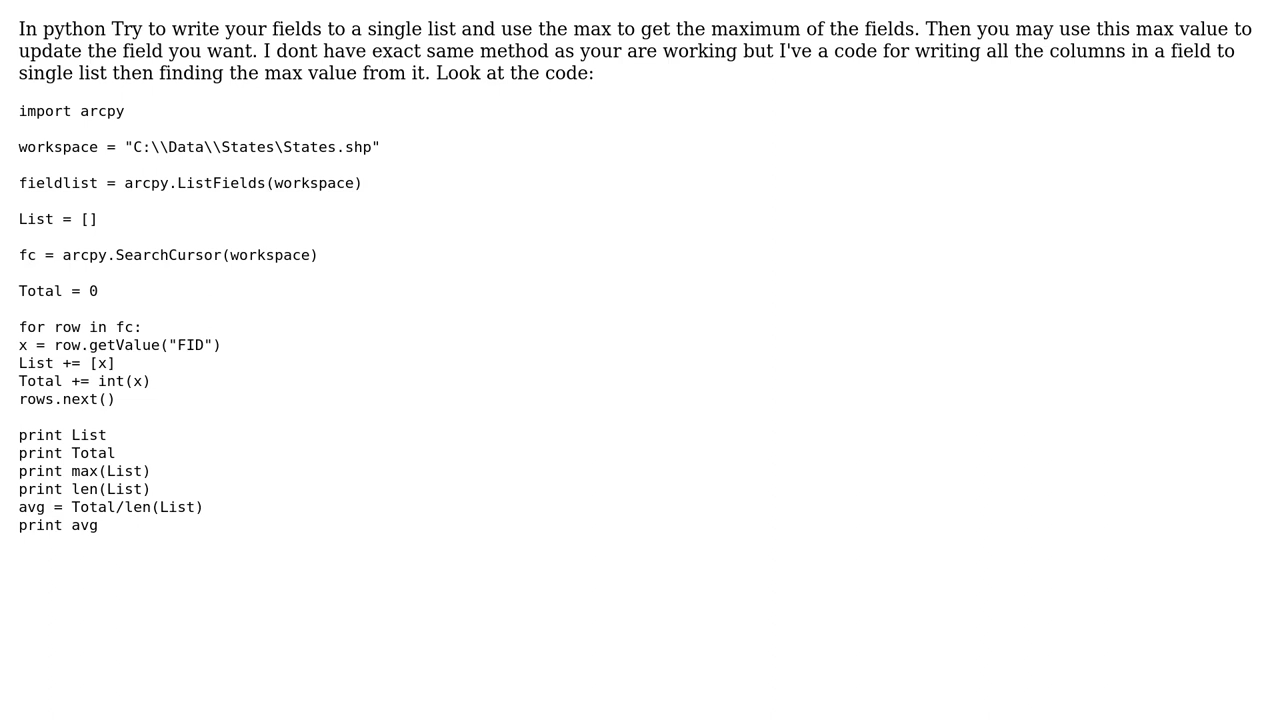 In python Try to write your fields to a single list and use the max to get the maximum of the fields. Then you may use this max value to
update the field you want. I dont have exact same method as your are working but I've a code for writing all the columns in a field to
single list then finding the max value from it. Look at the code:
import arcpy
workspace = "C:\\Data\\States\States.shp"
fieldlist = arcpy.ListFields(workspace)
List = []
fc = arcpy.SearchCursor(workspace)
Total = 0
for row in fc:
x = row.getValue("FID")
List += [x]
Total += int(x)
rows.next()
print List
print Total
print max(List)
print len(List)
avg = Total/len(List)
print avg